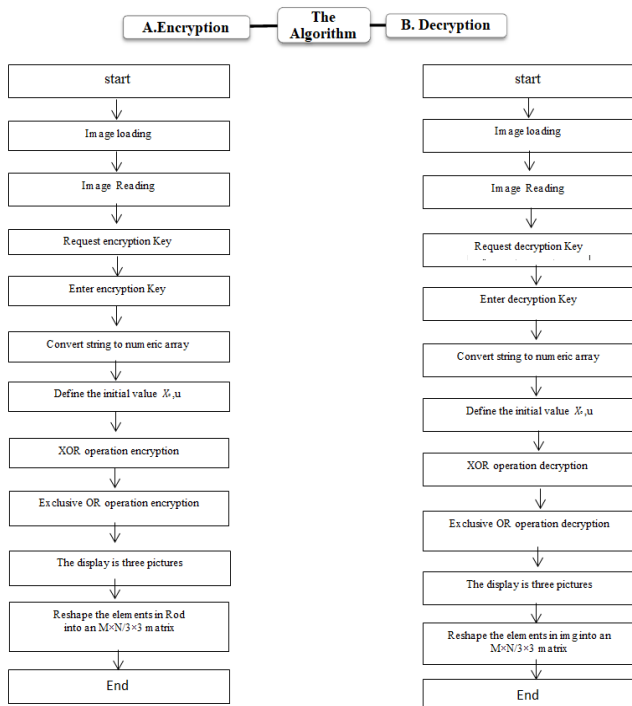 A.Encryption
The
Algorithm
B. Decryption
start
Image loading
Image Reading
Request encryption Key
Enter encryption Key
Convert string to numeric array
Define the initial value X₀,u
XOR operation encryption
Exclusive OR operation encryption
The display is three pictures
Reshape the elements in Rod
into an M×N/3×3 matrix
End
start
Image loading
Image Reading
Request decryption Key
Enter decryption Key
Convert string to numeric array
Define the initial value X₀,u
XOR operation decryption
Exclusive OR operation decryption
The display is three pictures
Reshape the elements in img into an
M×N/3×3 matrix
End